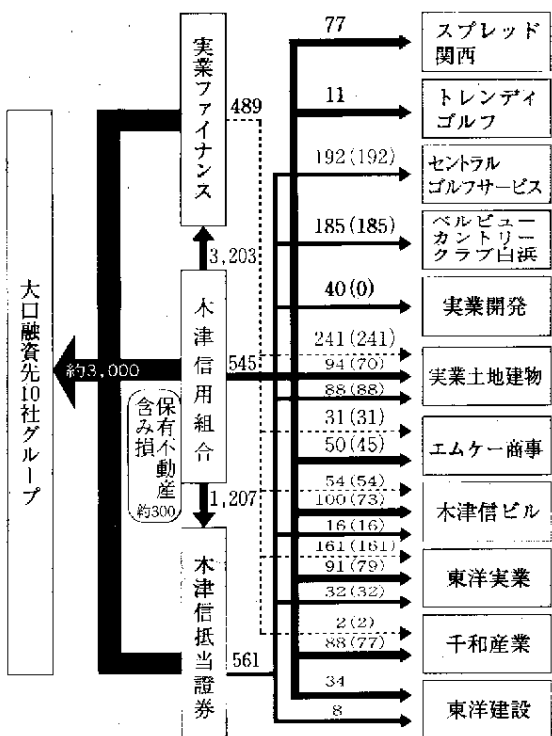 大口融資先10社グループ
約3,000
実業ファイナンス
489
3,203
木津信用組合
545
保有不動産
含み損
約300
1,207
木津信抵当證券
561
77
スプレッド
関西
11
トレンディ
ゴルフ
192(192)
セントラル
ゴルフサービス
185(185)
ベルビュー
カントリー
クラブ白浜
40(0)
実業開発
241(241)
94(70)
88(88)
実業土地建物
31(31)
50(45)
エムケー商事
54(54)
100(73)
16(16)
木津信ビル
161(161)
91(79)
32(32)
東洋実業
2(2)
88(77)
千和産業
34
8
東洋建設